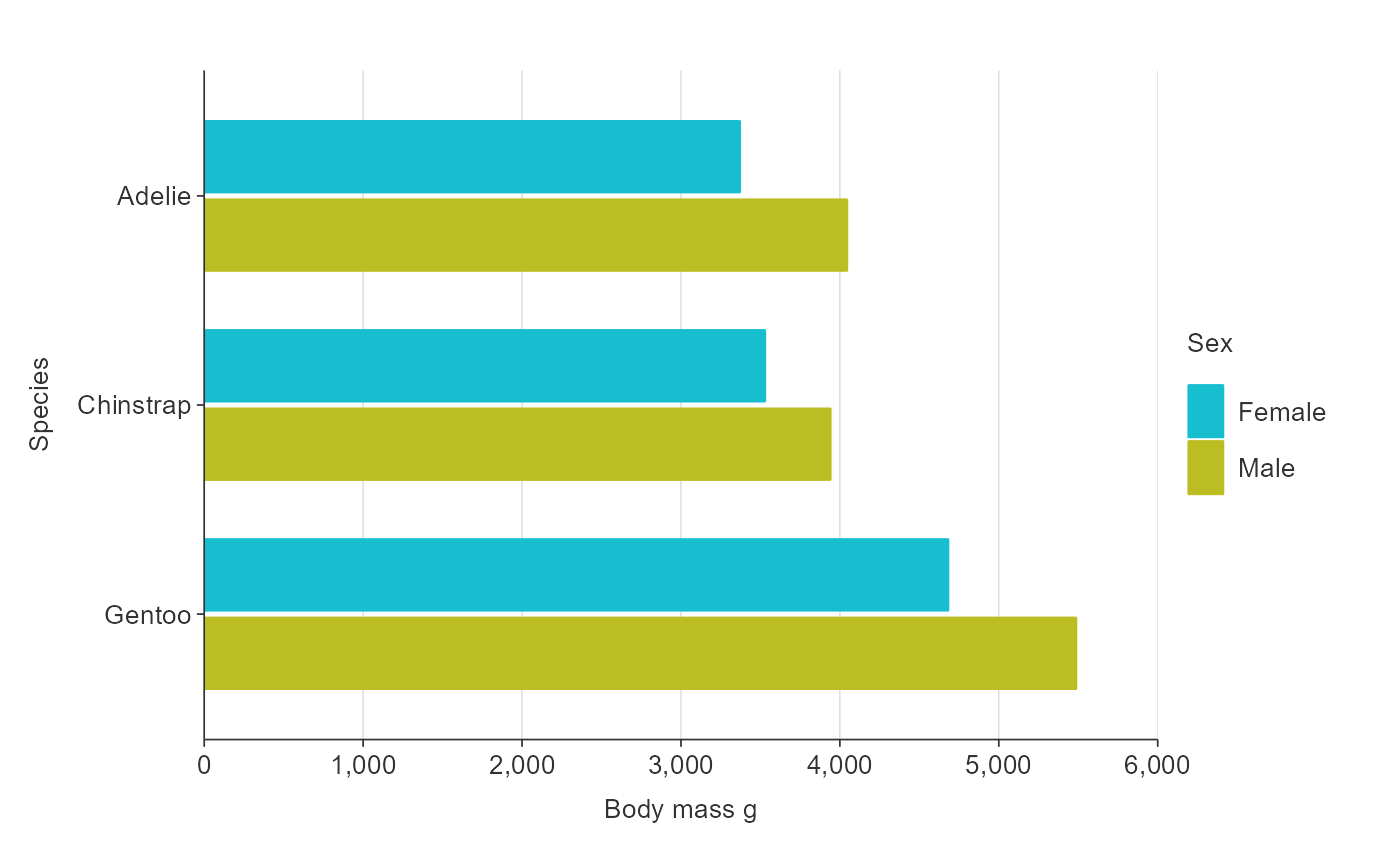 Species
Adelie
Chinstrap
Gentoo
0 1,000 2,000 3,000 4,000 5,000 6,000
Body mass g
Sex
Female
Male